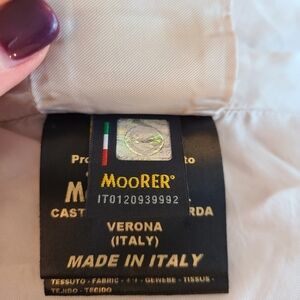 MOORER®
IT0120939992
VERONA
(ITALY)
MADE IN ITALY
TESSUTO - FABRIC - - GEWEBE - TISSUS -
TEJIDO - TECIDO